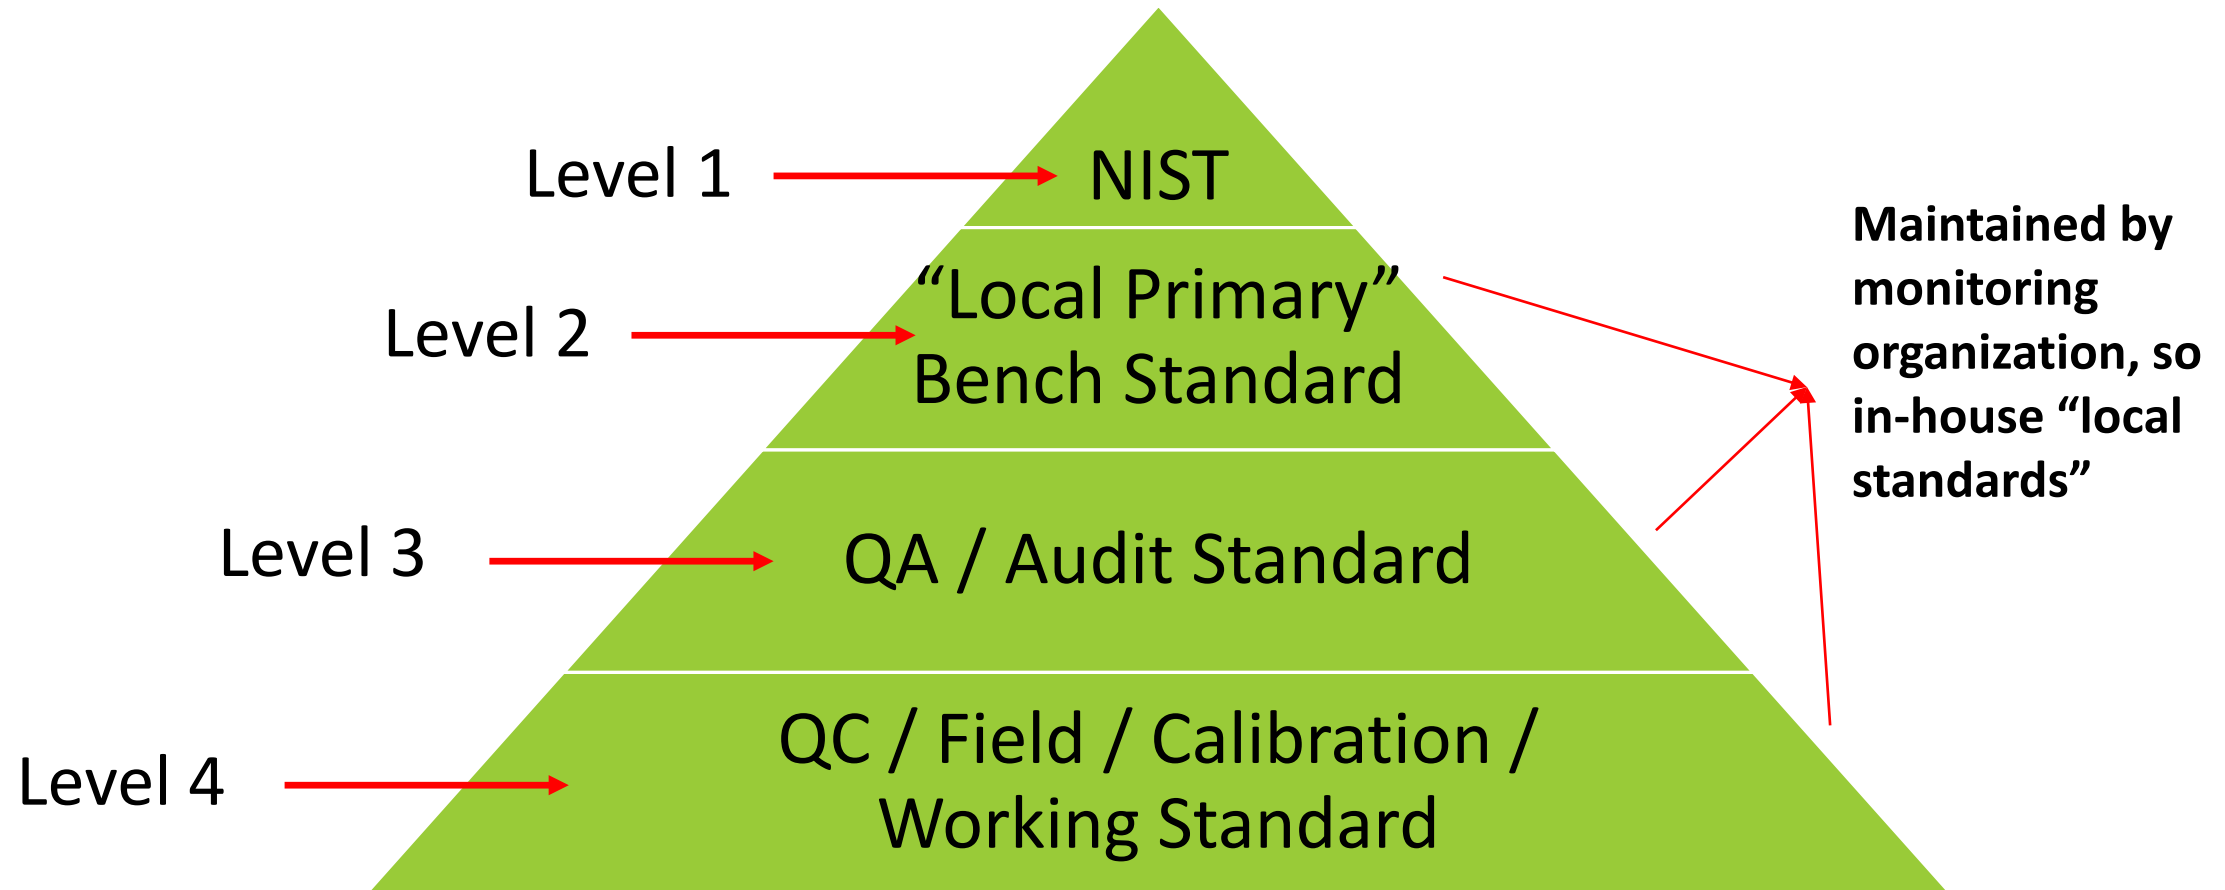 Level 1
NIST
Level 2
“Local Primary”
Bench Standard
Level 3
QA / Audit Standard
Level 4
QC / Field / Calibration /
Working Standard
Maintained by
monitoring
organization, so
in-house “local
standards”